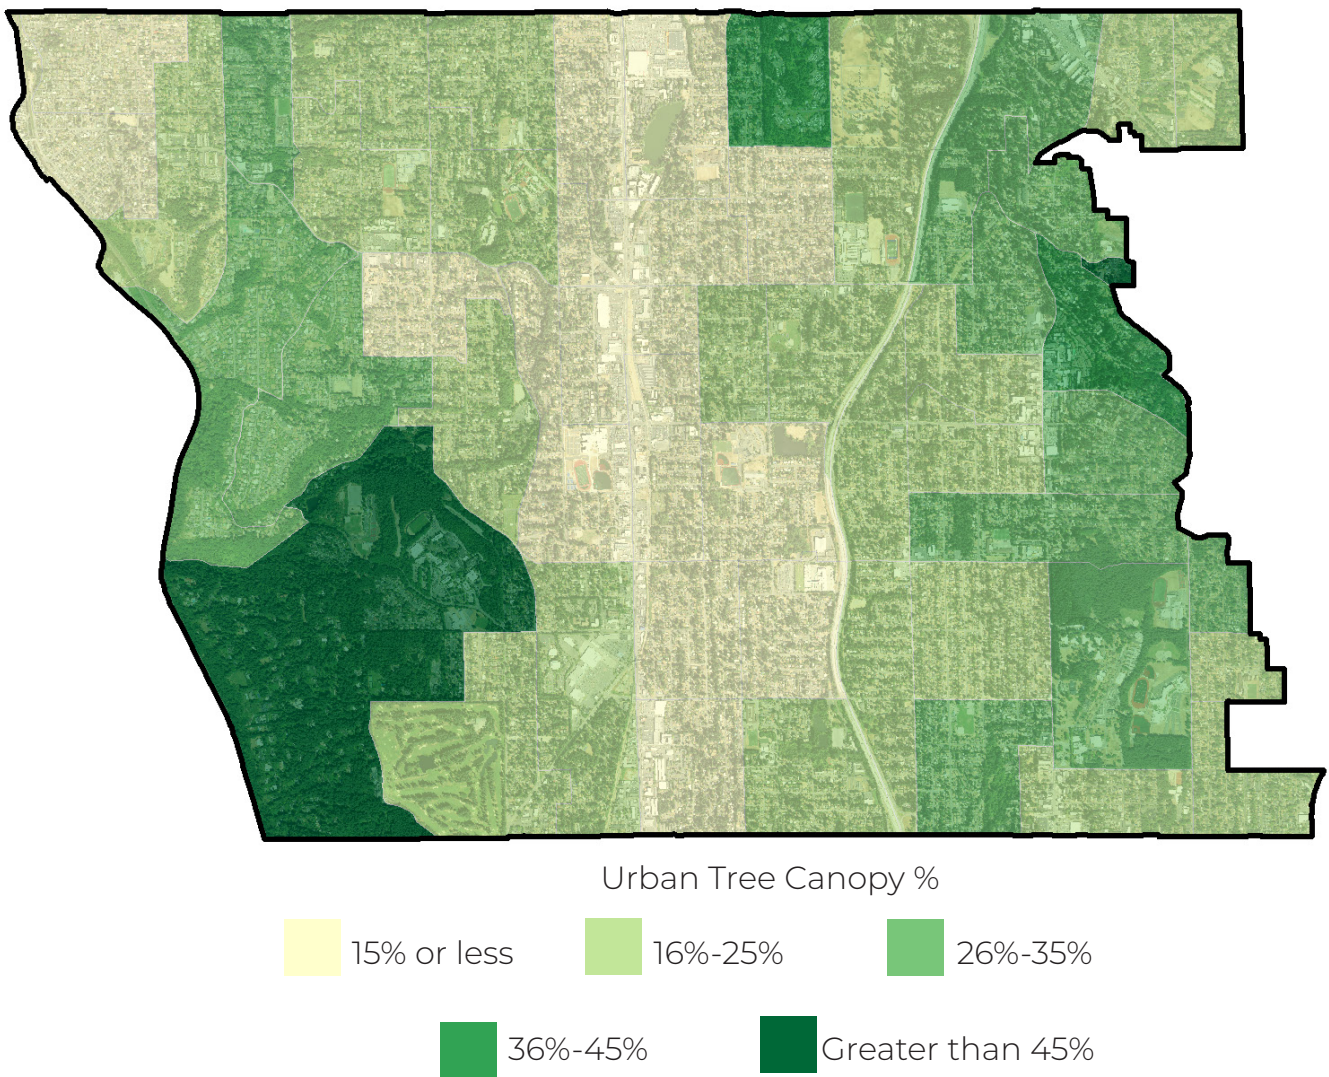 Urban Tree Canopy %
15% or less
16%-25%
26%-35%
36%-45%
Greater than 45%